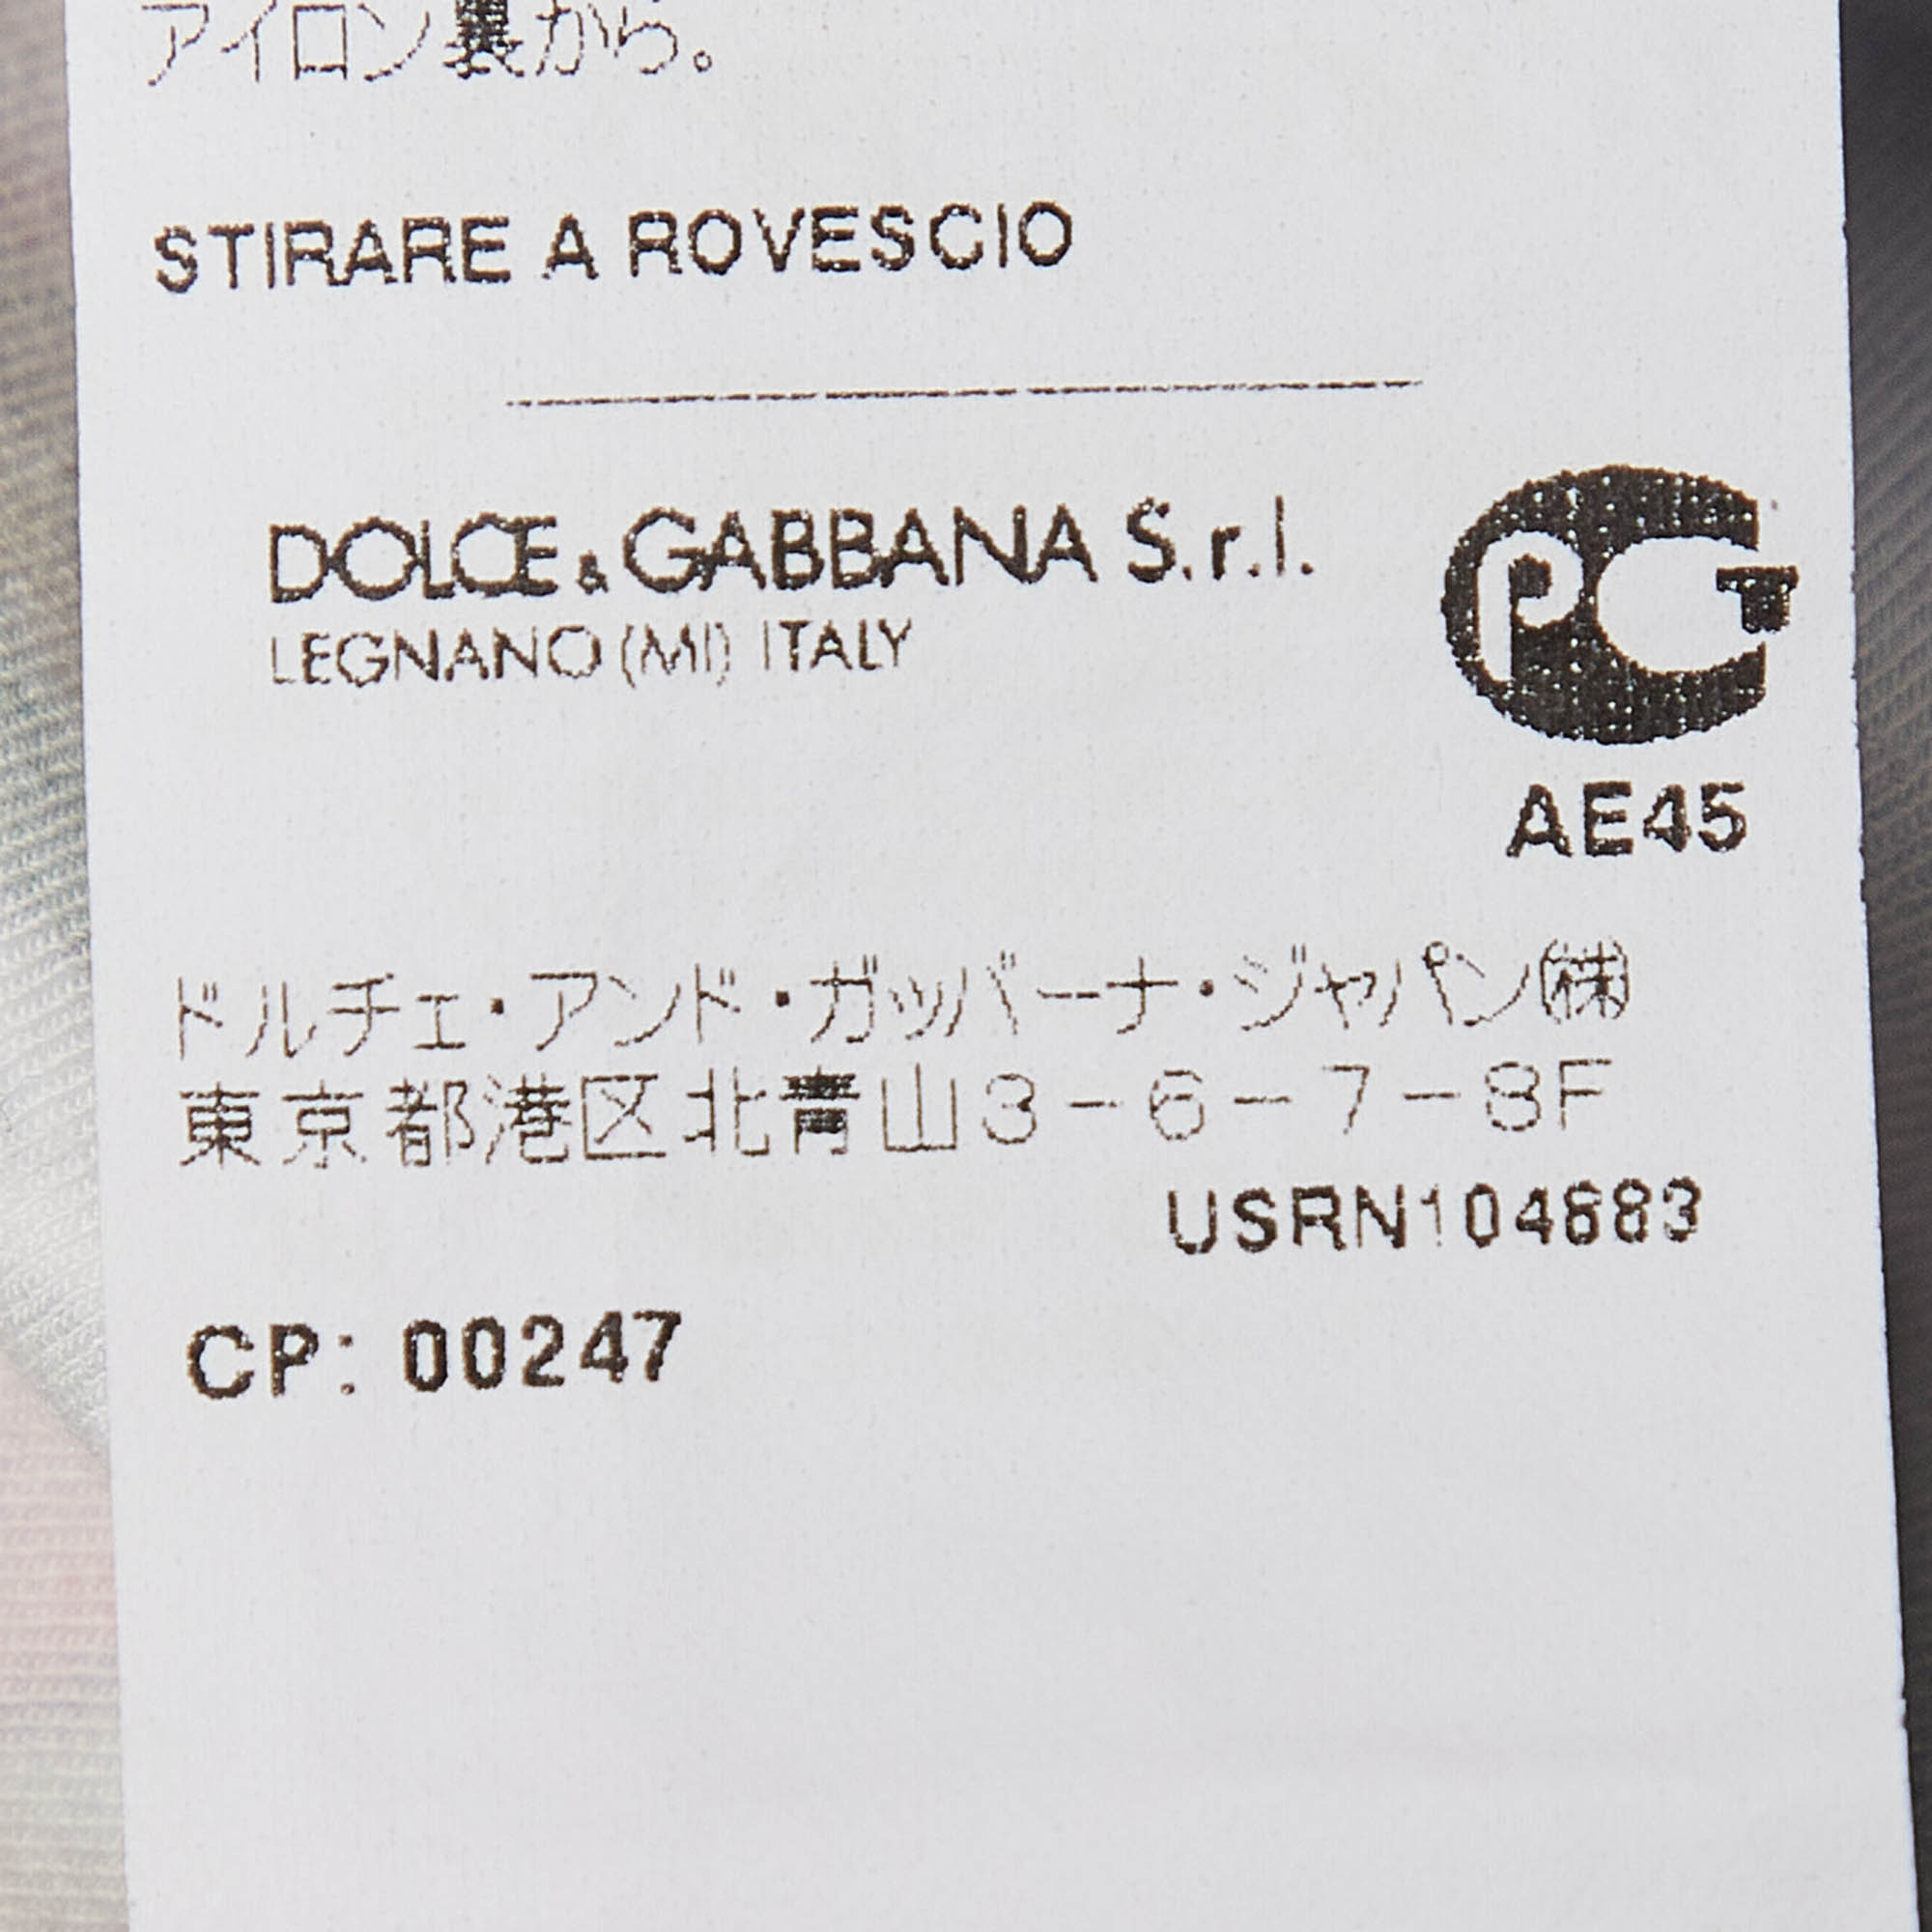 アイロン裏から。
STIRARE A ROVESCIO
DOLCE & GABBANA S.r.l.
LEGNANO (MI) ITALY
PG
AE45
ドルチェ・アンド・ガッバーナ・ジャパン㈱
東京都港区北青山3-6-7-8F
USRN104683
CP: 00247